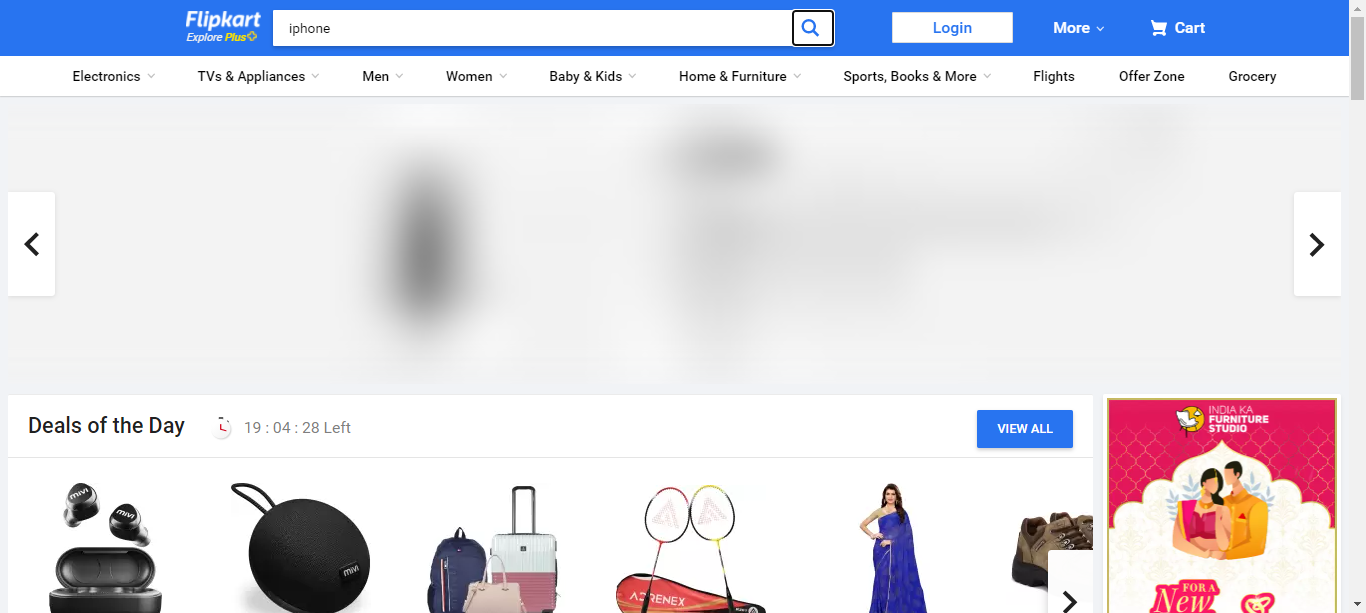 Flipkart
Explore Plus
iphone
Login
More
Cart
Electronics
TVs & Appliances
Men
Women
Baby & Kids
Home & Furniture
Sports, Books & More
Flights
Offer Zone
Grocery
Deals of the Day
19 : 04 : 28 Left
VIEW ALL
INDIA KA
FURNITURE
STUDIO
mivi
mivi
mivi
ADRENEX
FOR A
New